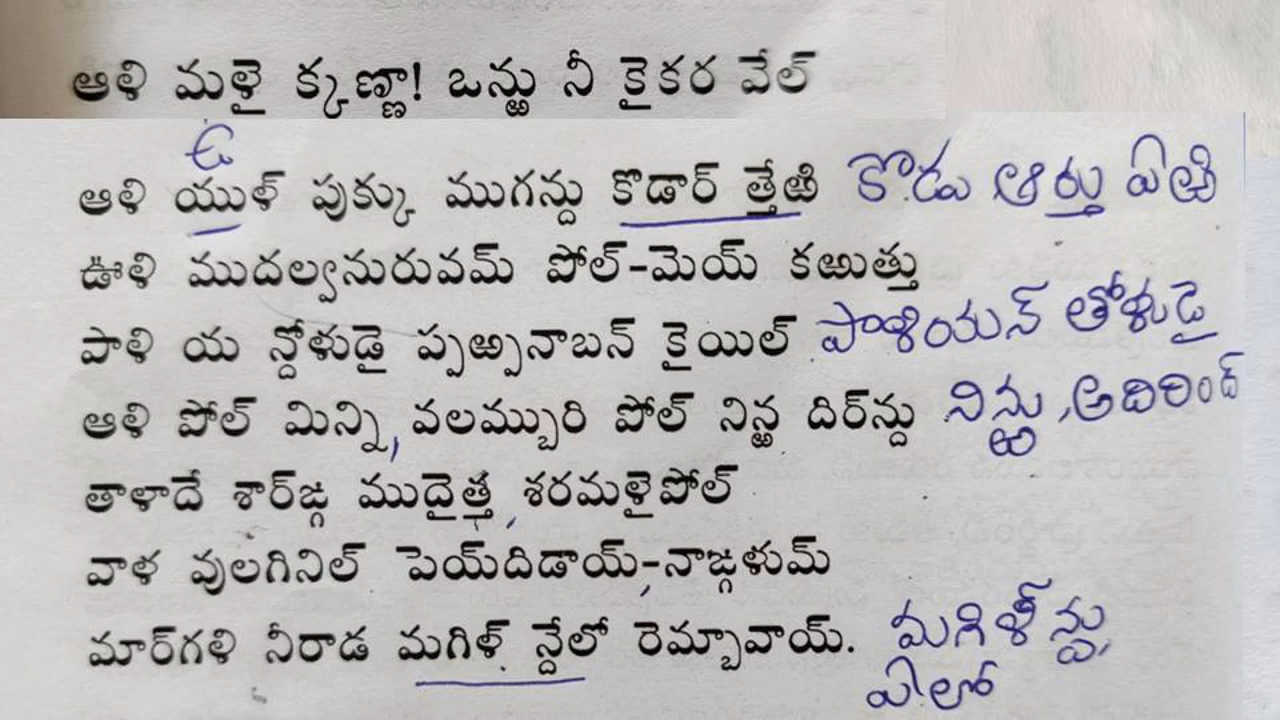 ఆళి మళై క్కణ్ణా! ఒన్ఱు నీ కైకర వేల్
ఉ
ఆళి యుళ్ పుక్కు ముగన్దు కొడార్ త్తేఱి కొడు ఆర్తు ఏఱి
ఊళి ముదల్వనురువమ్ పోల్-మెయ్ కఱుత్తు
పాళి య న్దోళుడై ప్పఱ్పనాబన్ కైయిల్ పాళియన్ తోళుడై
ఆళి పోల్ మిన్ని, వలమ్బురి పోల్ నిన్ఱ దిర్న్దు నిన్ఱు, అదిరింద్
తాళాదే శార్ఙ్గ ముదైత్త, శరమళైపోల్
వాళ వులగినిల్ పెయ్దిడాయ్,-నాఙ్గళుమ్
మార్గళి నీరాడ మగిళ్ న్దేలో రెమ్బావాయ్. మగిళ్న్దు,
ఏలో